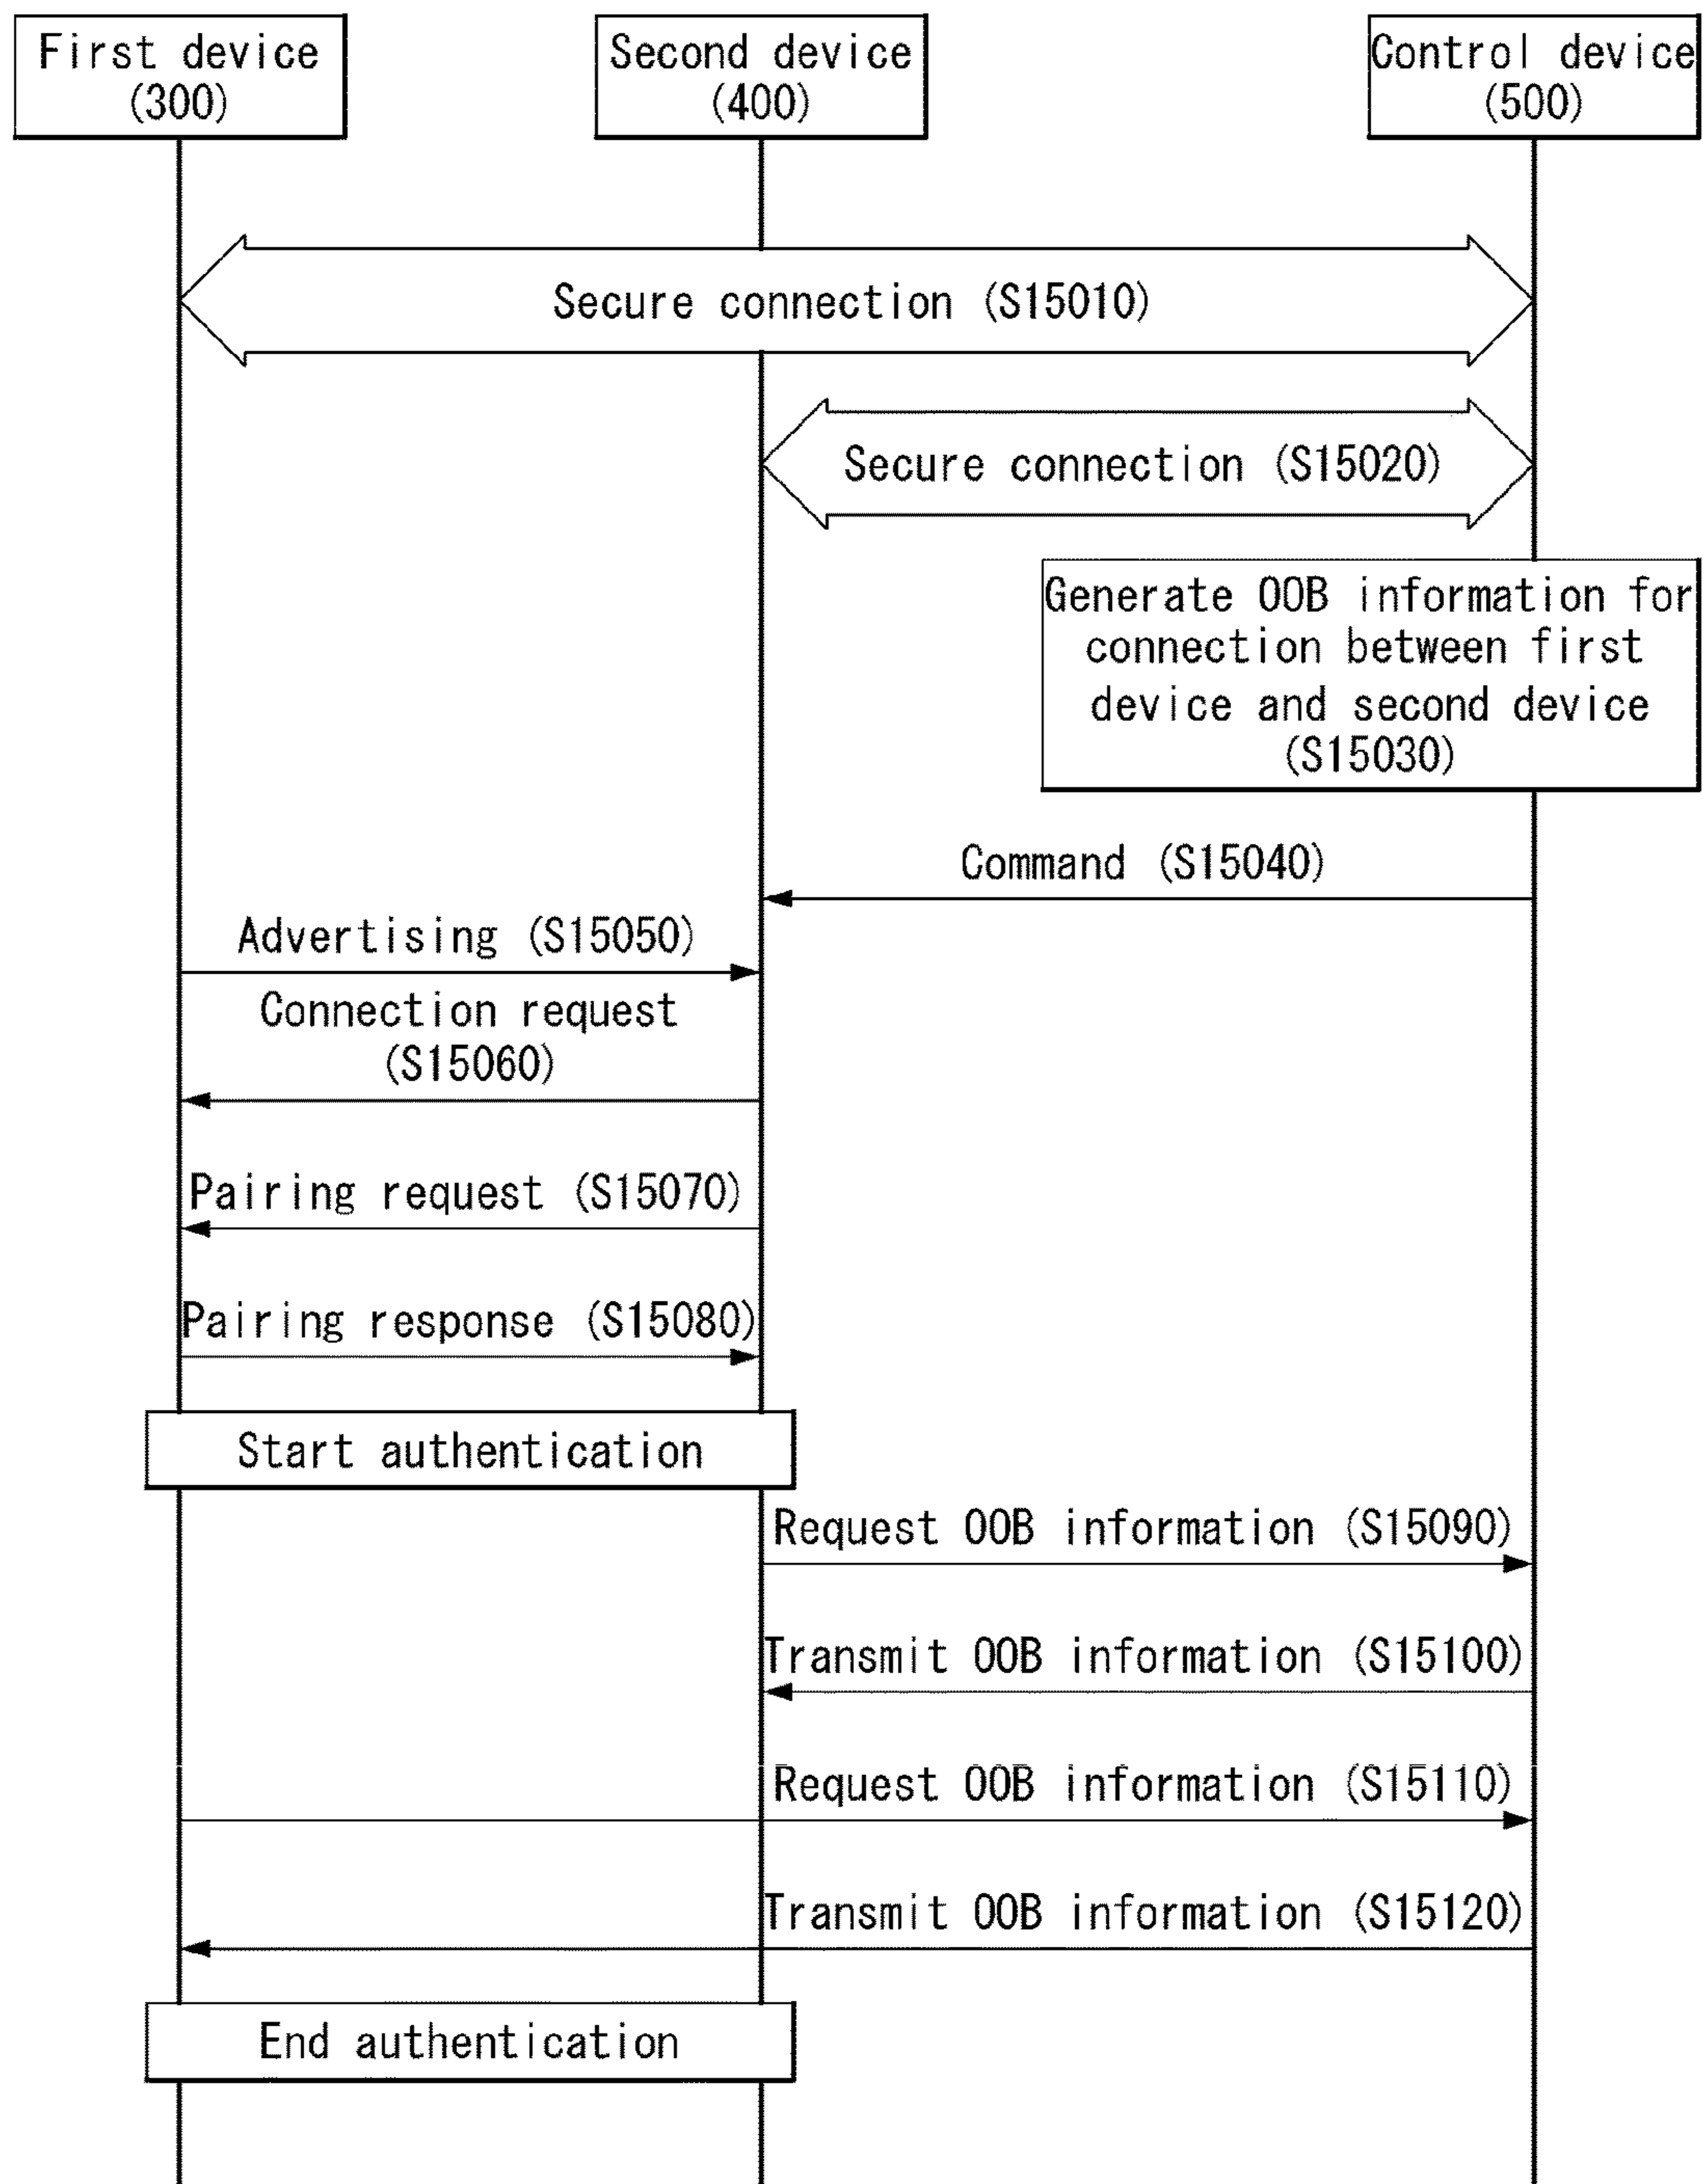 First device
(300)
Second device
(400)
Control device
(500)
Secure connection (S15010)
Secure connection (S15020)
Generate OOB information for
connection between first
device and second device
(S15030)
Command (S15040)
Advertising (S15050)
Connection request
(S15060)
Pairing request (S15070)
Pairing response (S15080)
Start authentication
Request OOB information (S15090)
Transmit OOB information (S15100)
Request OOB information (S15110)
Transmit OOB information (S15120)
End authentication